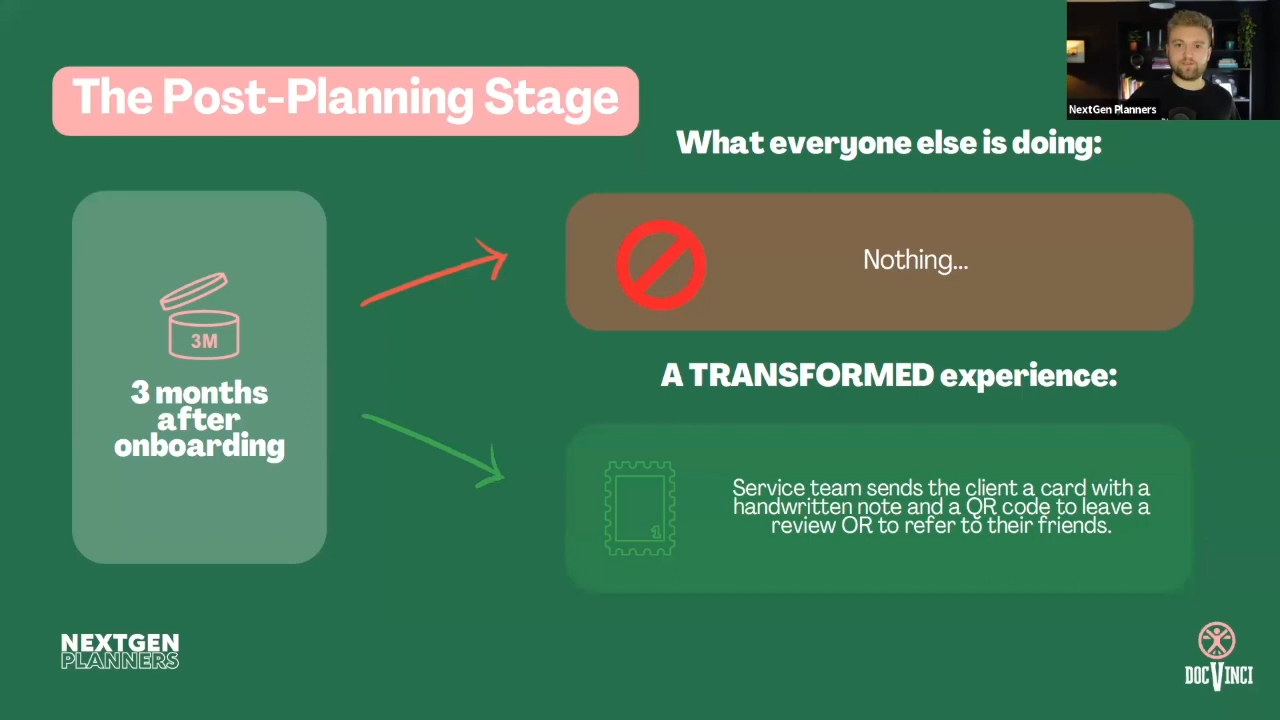 The Post-Planning Stage
NextGen Planners
What everyone else is doing:
Nothing...
3M
3 months
after
onboarding
A TRANSFORMED experience:
Service team sends the client a card with a
handwritten note and a QR code to leave a
review OR to refer to their friends.
1
NEXTGEN
PLANNERS
DOCVINCI